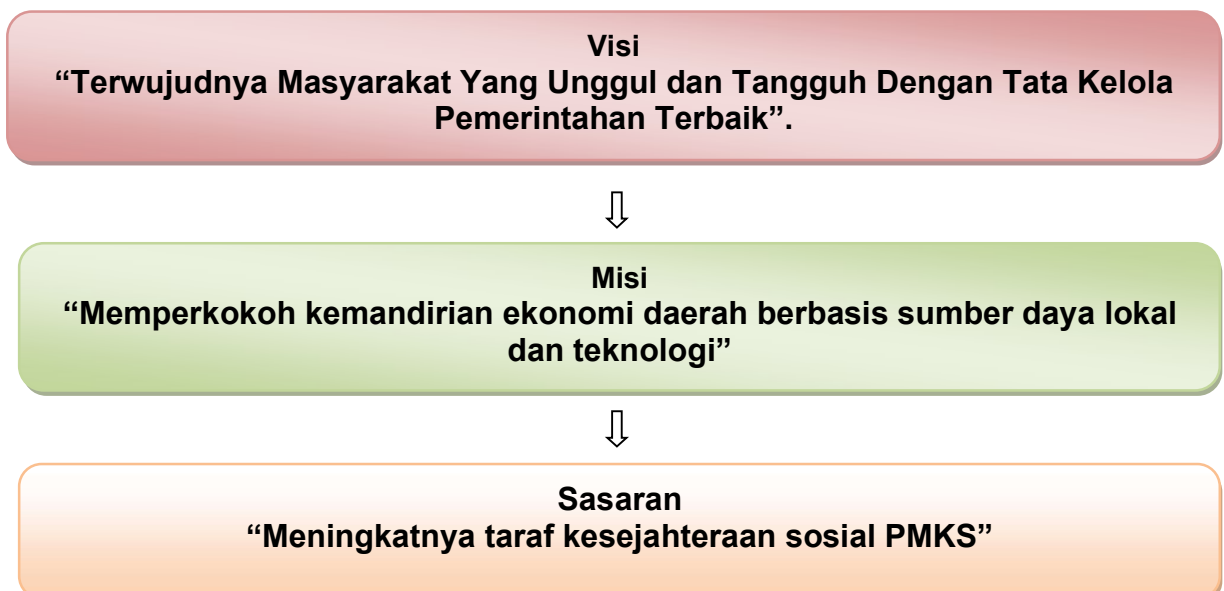 Visi
“Terwujudnya Masyarakat Yang Unggul dan Tangguh Dengan Tata Kelola
Pemerintahan Terbaik”.
Misi
“Memperkokoh kemandirian ekonomi daerah berbasis sumber daya lokal
dan teknologi”
Sasaran
“Meningkatnya taraf kesejahteraan sosial PMKS”